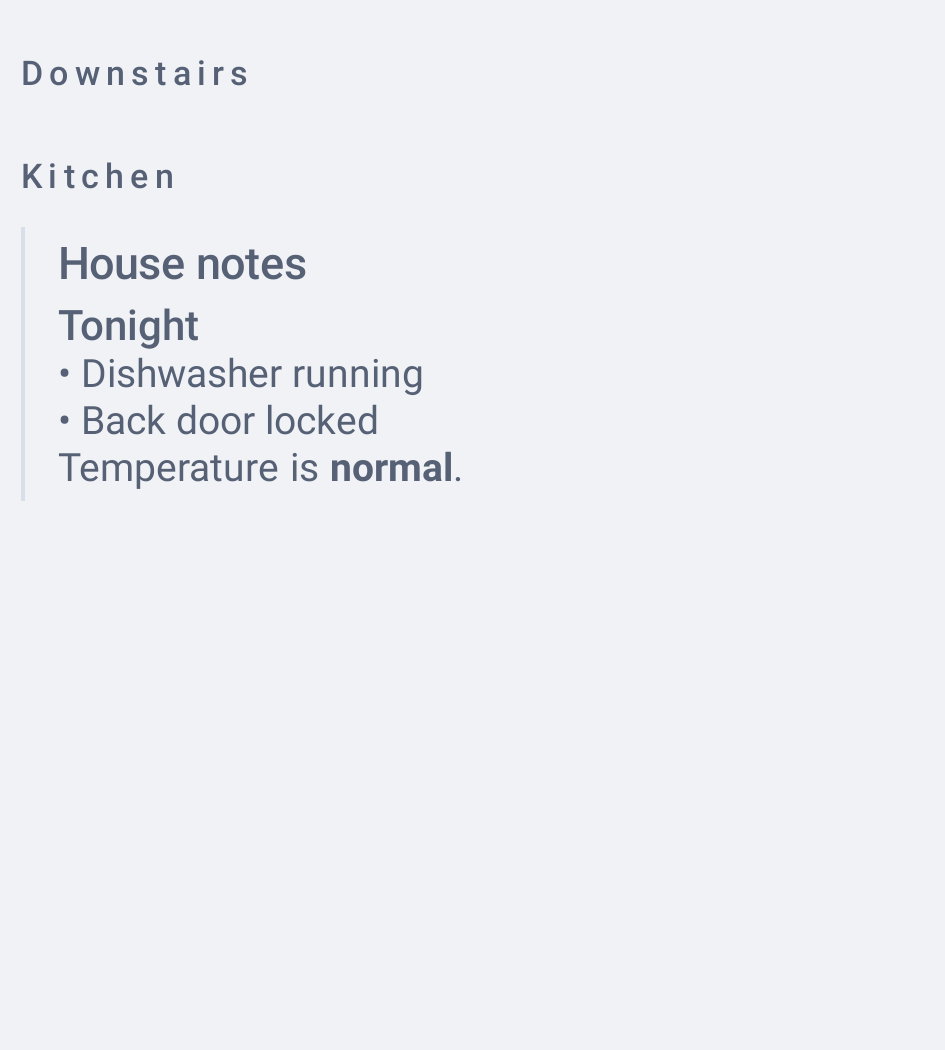 Downstairs
Kitchen
House notes
Tonight
• Dishwasher running
• Back door locked
Temperature is normal.